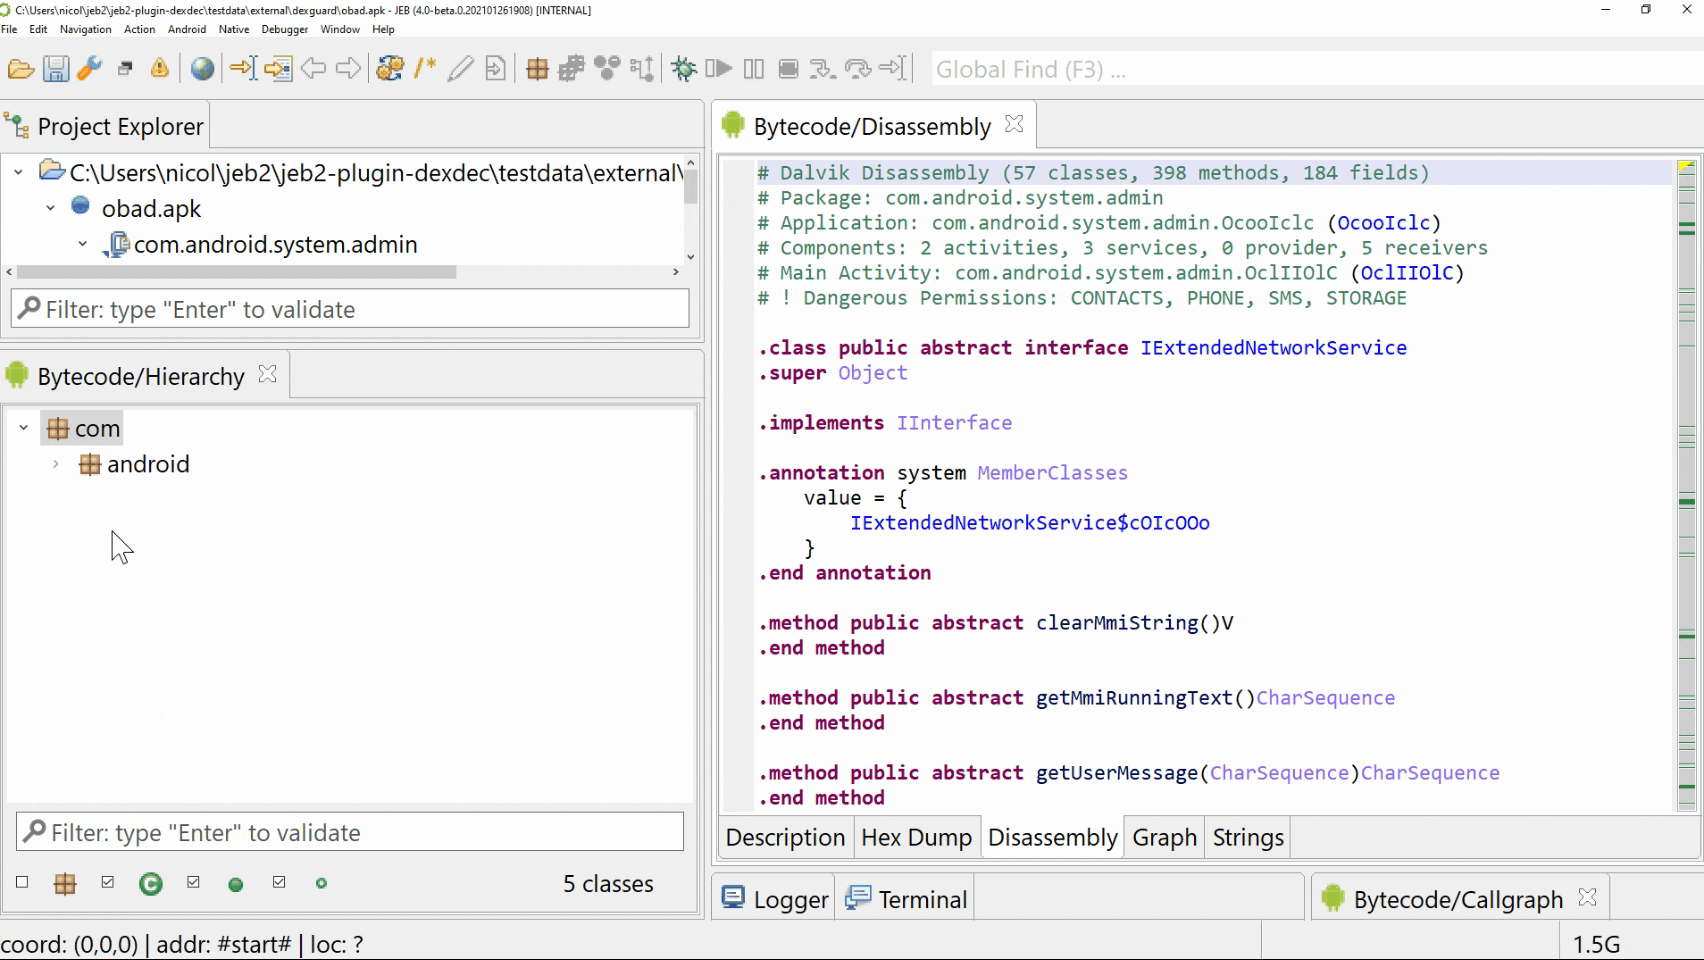 C:\Users\nicol\jeb2\jeb2-plugin-dexdec\testdata\external\dexguard\obad.apk - JEB (4.0-beta.0.202101261908) [INTERNAL]
File Edit Navigation Action Android Native Debugger Window Help
Global Find (F3) ...
Project Explorer
C:\Users\nicol\jeb2\jeb2-plugin-dexdec\testdata\external\
obad.apk
com.android.system.admin
Filter: type "Enter" to validate
Bytecode/Hierarchy
com
android
Filter: type "Enter" to validate
5 classes
Bytecode/Disassembly
# Dalvik Disassembly (57 classes, 398 methods, 184 fields)
# Package: com.android.system.admin
# Application: com.android.system.admin.OcooIclc (OcooIclc)
# Components: 2 activities, 3 services, 0 provider, 5 receivers
# Main Activity: com.android.system.admin.OclIIOlC (OclIIOlC)
# ! Dangerous Permissions: CONTACTS, PHONE, SMS, STORAGE
.class public abstract interface IExtendedNetworkService
.super Object
.implements IInterface
.annotation system MemberClasses
value = {
IExtendedNetworkService$cOIcOOo
}
.end annotation
.method public abstract clearMmiString()V
.end method
.method public abstract getMmiRunningText()CharSequence
.end method
.method public abstract getUserMessage(CharSequence)CharSequence
.end method
Description Hex Dump Disassembly Graph Strings
Logger Terminal
Bytecode/Callgraph
coord: (0,0,0) | addr: #start# | loc: ?
1.5G